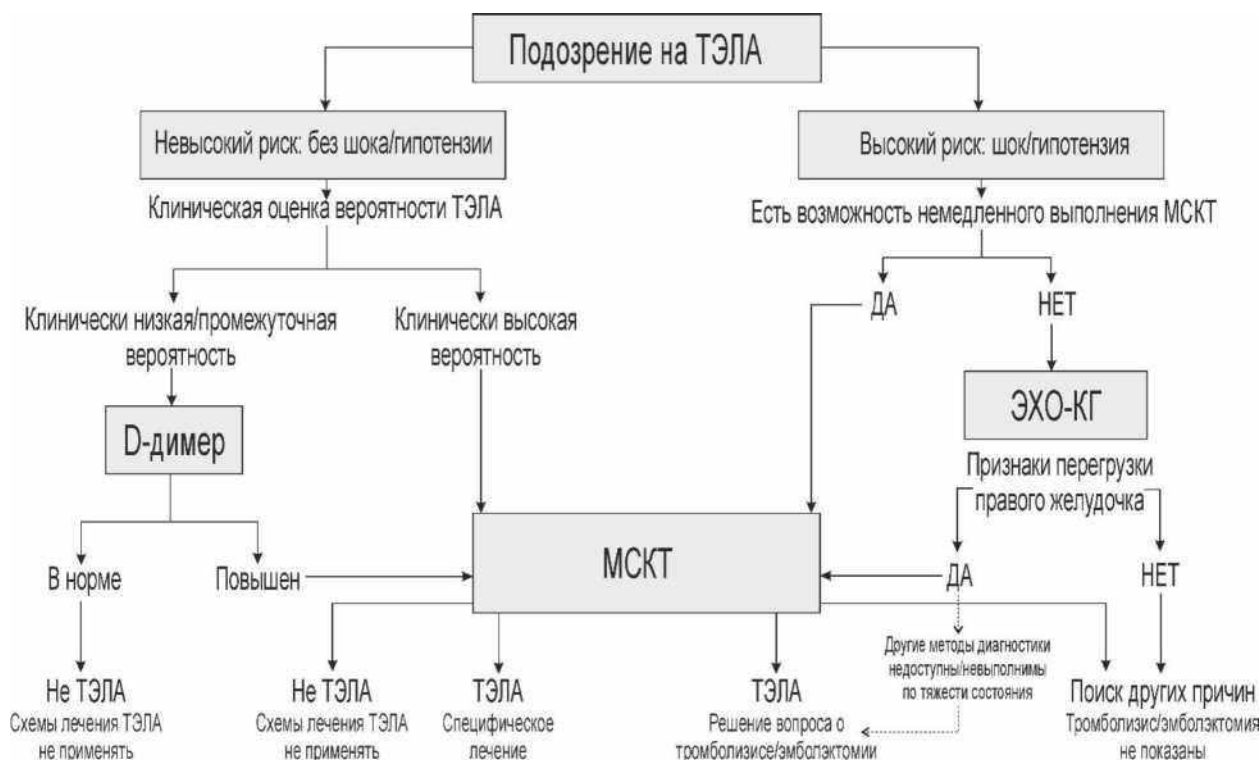 Подозрение на ТЭЛА
Невысокий риск: без шока/гипотензии
Высокий риск: шок/гипотензия
Клиническая оценка вероятности ТЭЛА
Есть возможность немедленного выполнения МСКТ
ДА
НЕТ
Клинически низкая/промежуточная
вероятность
Клинически высокая
вероятность
D-димер
ЭХО-КГ
Признаки перегрузки
правого желудочка
МСКТ
В норме
Повышен
ДА
НЕТ
Другие методы диагностики
недоступны/невыполнимы
по тяжести состояния
Не ТЭЛА
Схемы лечения ТЭЛА
не применять
Не ТЭЛА
Схемы лечения ТЭЛА
не применять
ТЭЛА
Специфическое
лечение
ТЭЛА
Решение вопроса о
тромболизисе/эмболэктомии
Поиск других причин
Тромболизис/эмболэктомия
не показаны